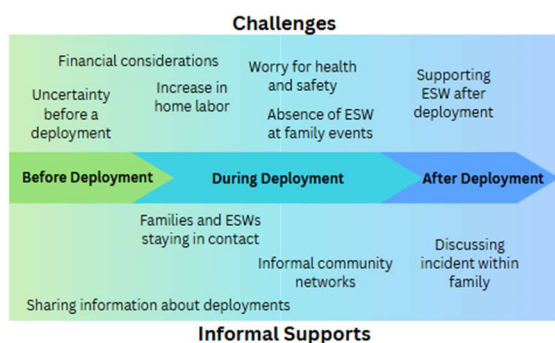 Challenges
Financial considerations
Uncertainty
before a
deployment
Increase in
home labor
Worry for health
and safety
Absence of ESW
at family events
Supporting
ESW after
deployment
Before Deployment
During Deployment
After Deployment
Families and ESWs
staying in contact
Informal community
networks
Discussing
incident within
family
Sharing information about deployments
Informal Supports